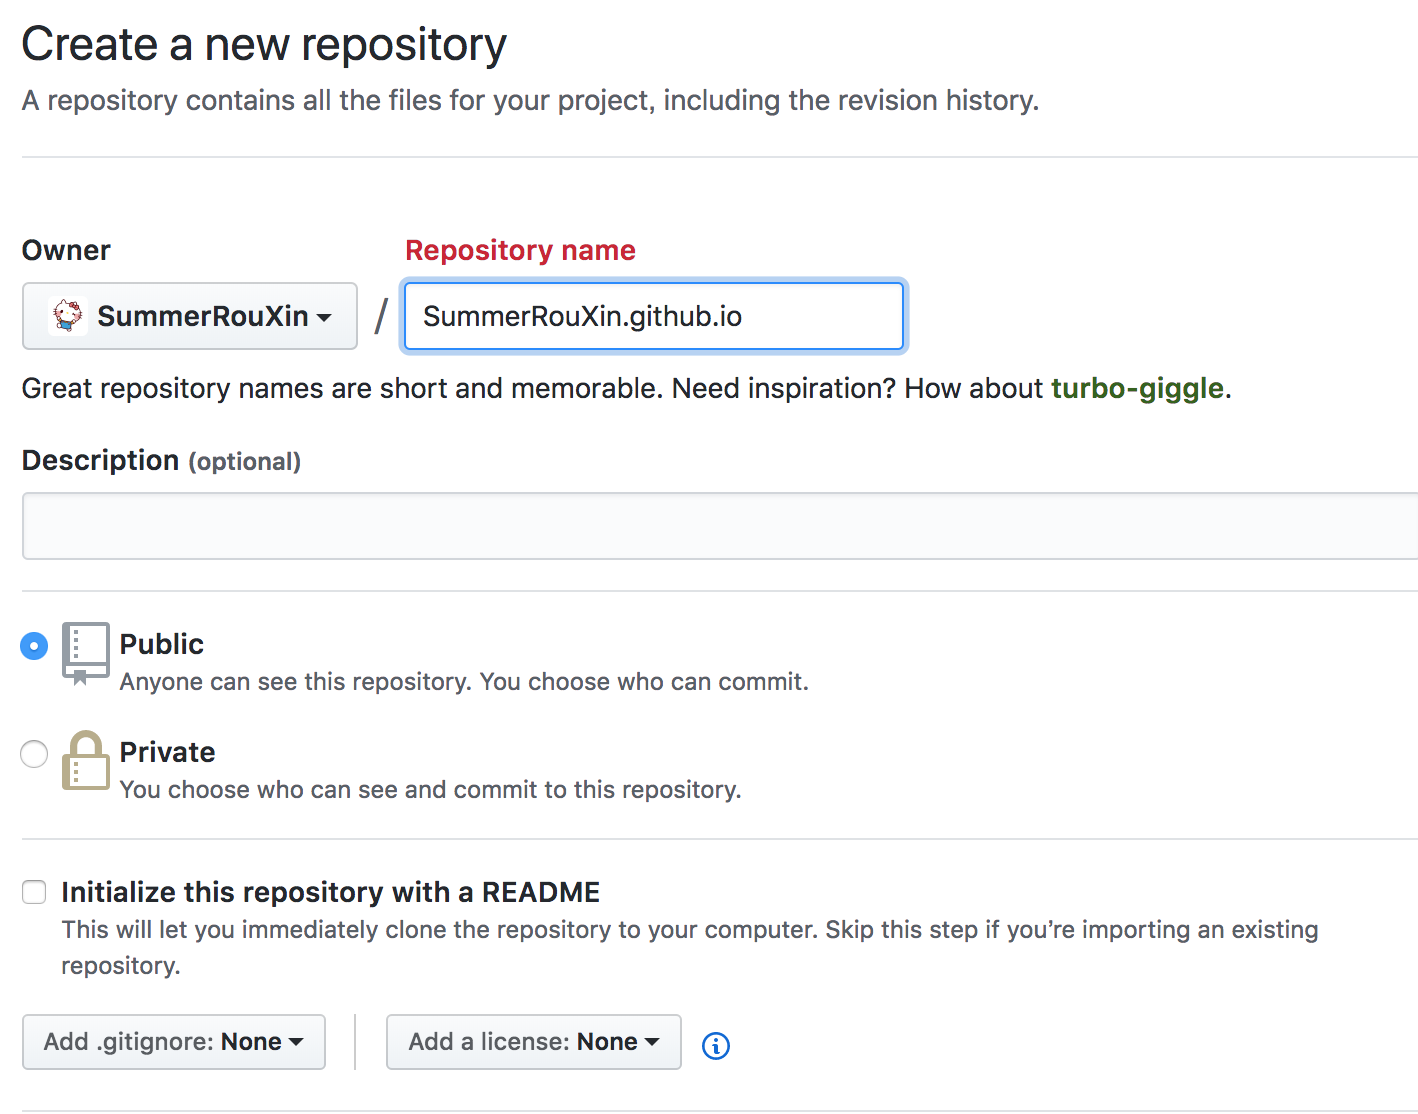 Create a new repository
A repository contains all the files for your project, including the revision history.
Owner
Repository name
SummerRouXin
/
SummerRouXin.github.io
Great repository names are short and memorable. Need inspiration? How about turbo-giggle.
Description (optional)
Public
Anyone can see this repository. You choose who can commit.
Private
You choose who can see and commit to this repository.
Initialize this repository with a README
This will let you immediately clone the repository to your computer. Skip this step if you’re importing an existing
repository.
Add .gitignore: None
Add a license: None